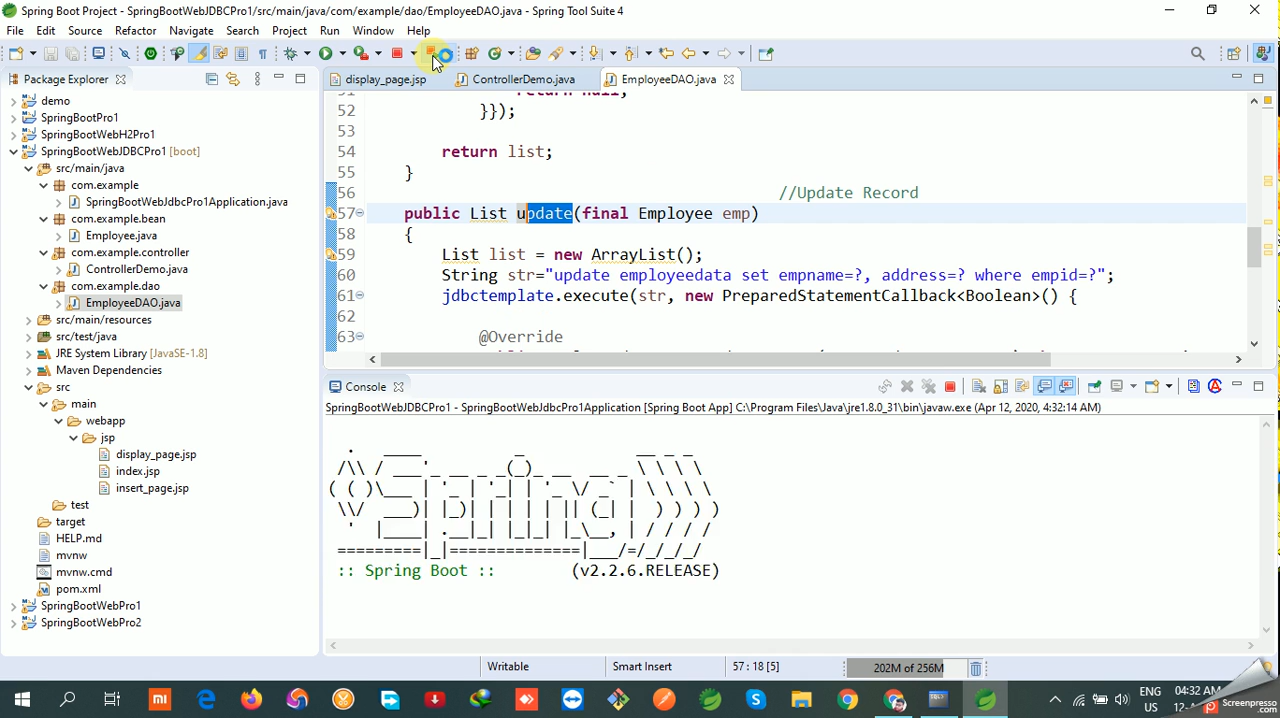 Spring Boot Project - SpringBootWebJDBCPro1/src/main/java/com/example/dao/EmployeeDAO.java - Spring Tool Suite 4
File Edit Source Refactor Navigate Search Project Run Window Help
Package Explorer
demo
SpringBootPro1
SpringBootWebH2Pro1
SpringBootWebJDBCPro1 [boot]
src/main/java
com.example
SpringBootWebJdbcPro1Application.java
com.example.bean
Employee.java
com.example.controller
ControllerDemo.java
com.example.dao
EmployeeDAO.java
src/main/resources
src/test/java
JRE System Library [JavaSE-1.8]
Maven Dependencies
src
main
webapp
jsp
display_page.jsp
index.jsp
insert_page.jsp
test
target
HELP.md
mvnw
mvnw.cmd
pom.xml
SpringBootWebPro1
SpringBootWebPro2
display_page.jsp ControllerDemo.java EmployeeDAO.java
51 return null;
52 }});
53
54 return list;
55 }
56 //Update Record
57 public List update(final Employee emp)
58 {
59 List list = new ArrayList();
60 String str="update employeedata set empname=?, address=? where empid=?";
61 jdbctemplate.execute(str, new PreparedStatementCallback<Boolean>() {
62
63 @Override
Console
SpringBootWebJDBCPro1 - SpringBootWebJdbcPro1Application [Spring Boot App] C:\Program Files\Java\jre1.8.0_31\bin\javaw.exe (Apr 12, 2020, 4:32:14 AM)
:: Spring Boot :: (v2.2.6.RELEASE)
Writable Smart Insert 57 : 18 [5] 202M of 256M
ENG
US
04:32 AM
Screenpresso
.com